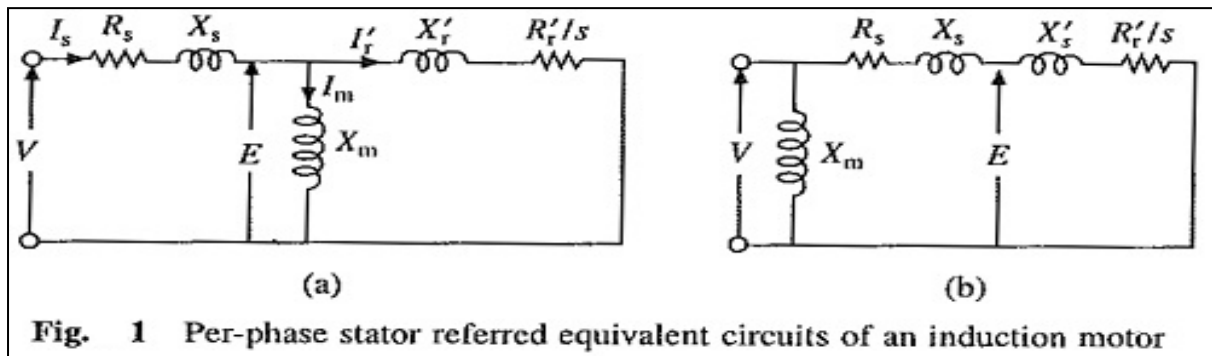 I_s R_s X_s I'_r X'_r R'_r/s
I_m
V E X_m
(a)
R_s X_s X'_s R'_r/s
V X_m E
(b)
Fig. 1 Per-phase stator referred equivalent circuits of an induction motor